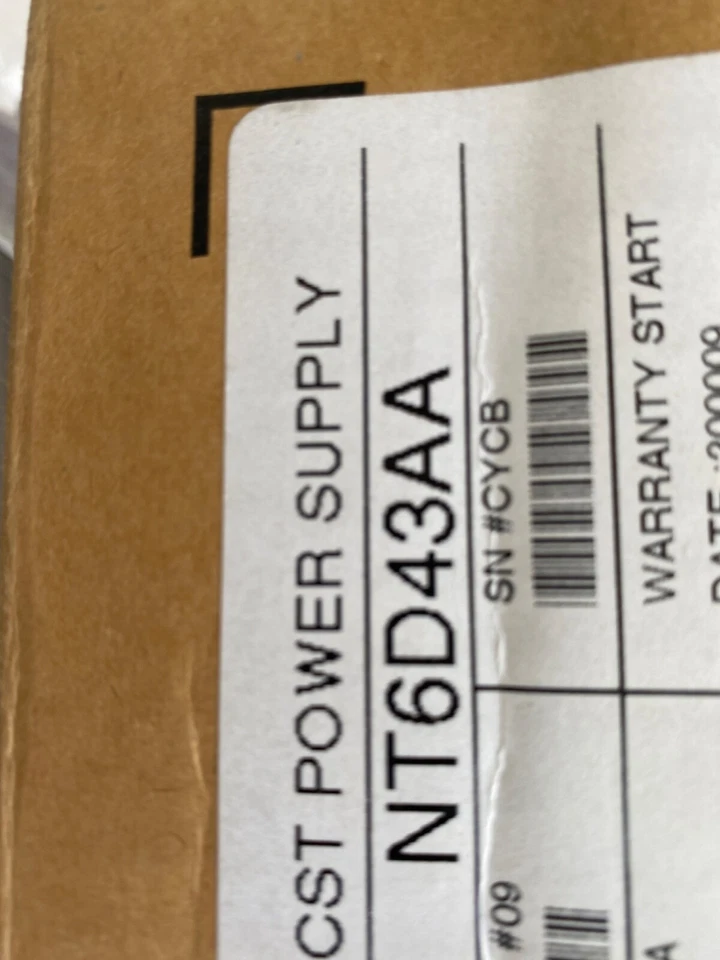 CST POWER SUPPLY
NT6D43AA
#09 SN #CYCB
A WARRANTY START